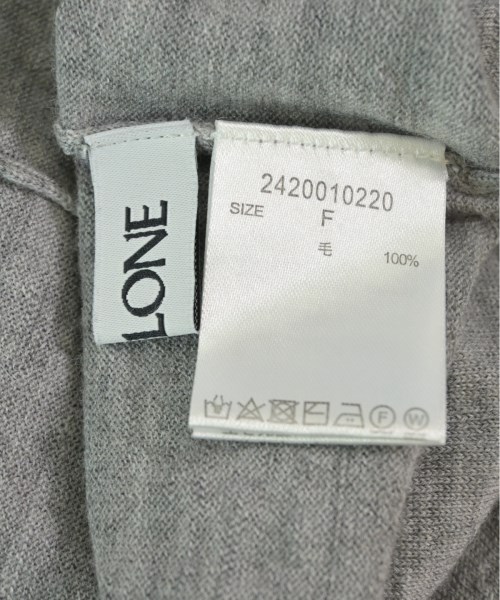 LONE
2420010220
SIZE F
毛 100%
F W